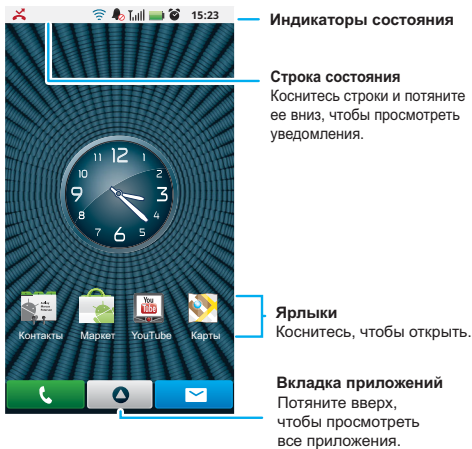 15:23
Индикаторы состояния
Строка состояния
Коснитесь строки и потяните
ее вниз, чтобы просмотреть
уведомления.
11 12 1
10 2
9 3
8 4
7 6 5
You
Tube
Контакты Маркет YouTube Карты
Ярлыки
Коснитесь, чтобы открыть.
Вкладка приложений
Потяните вверх,
чтобы просмотреть
все приложения.